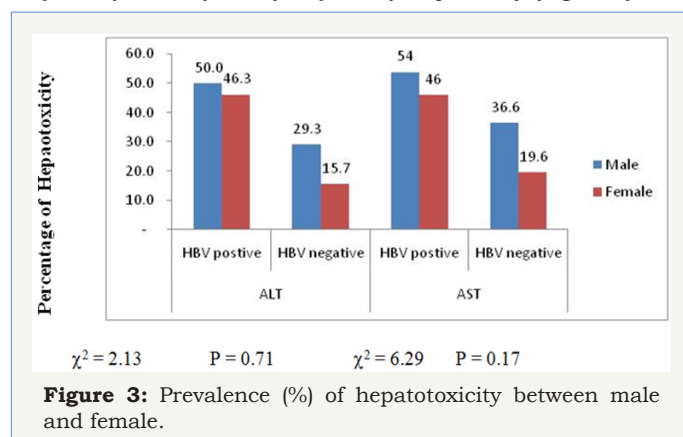 60.0
50.0
40.0
30.0
20.0
10.0
-
Percentage of Hepaotoxicity
50.0 46.3 29.3 15.7 54 46 36.6 19.6
Male
Female
HBV postive HBV negative HBV postive HBV negative
ALT AST
χ² = 2.13 P = 0.71 χ² = 6.29 P = 0.17
Figure 3: Prevalence (%) of hepatotoxicity between male
and female.